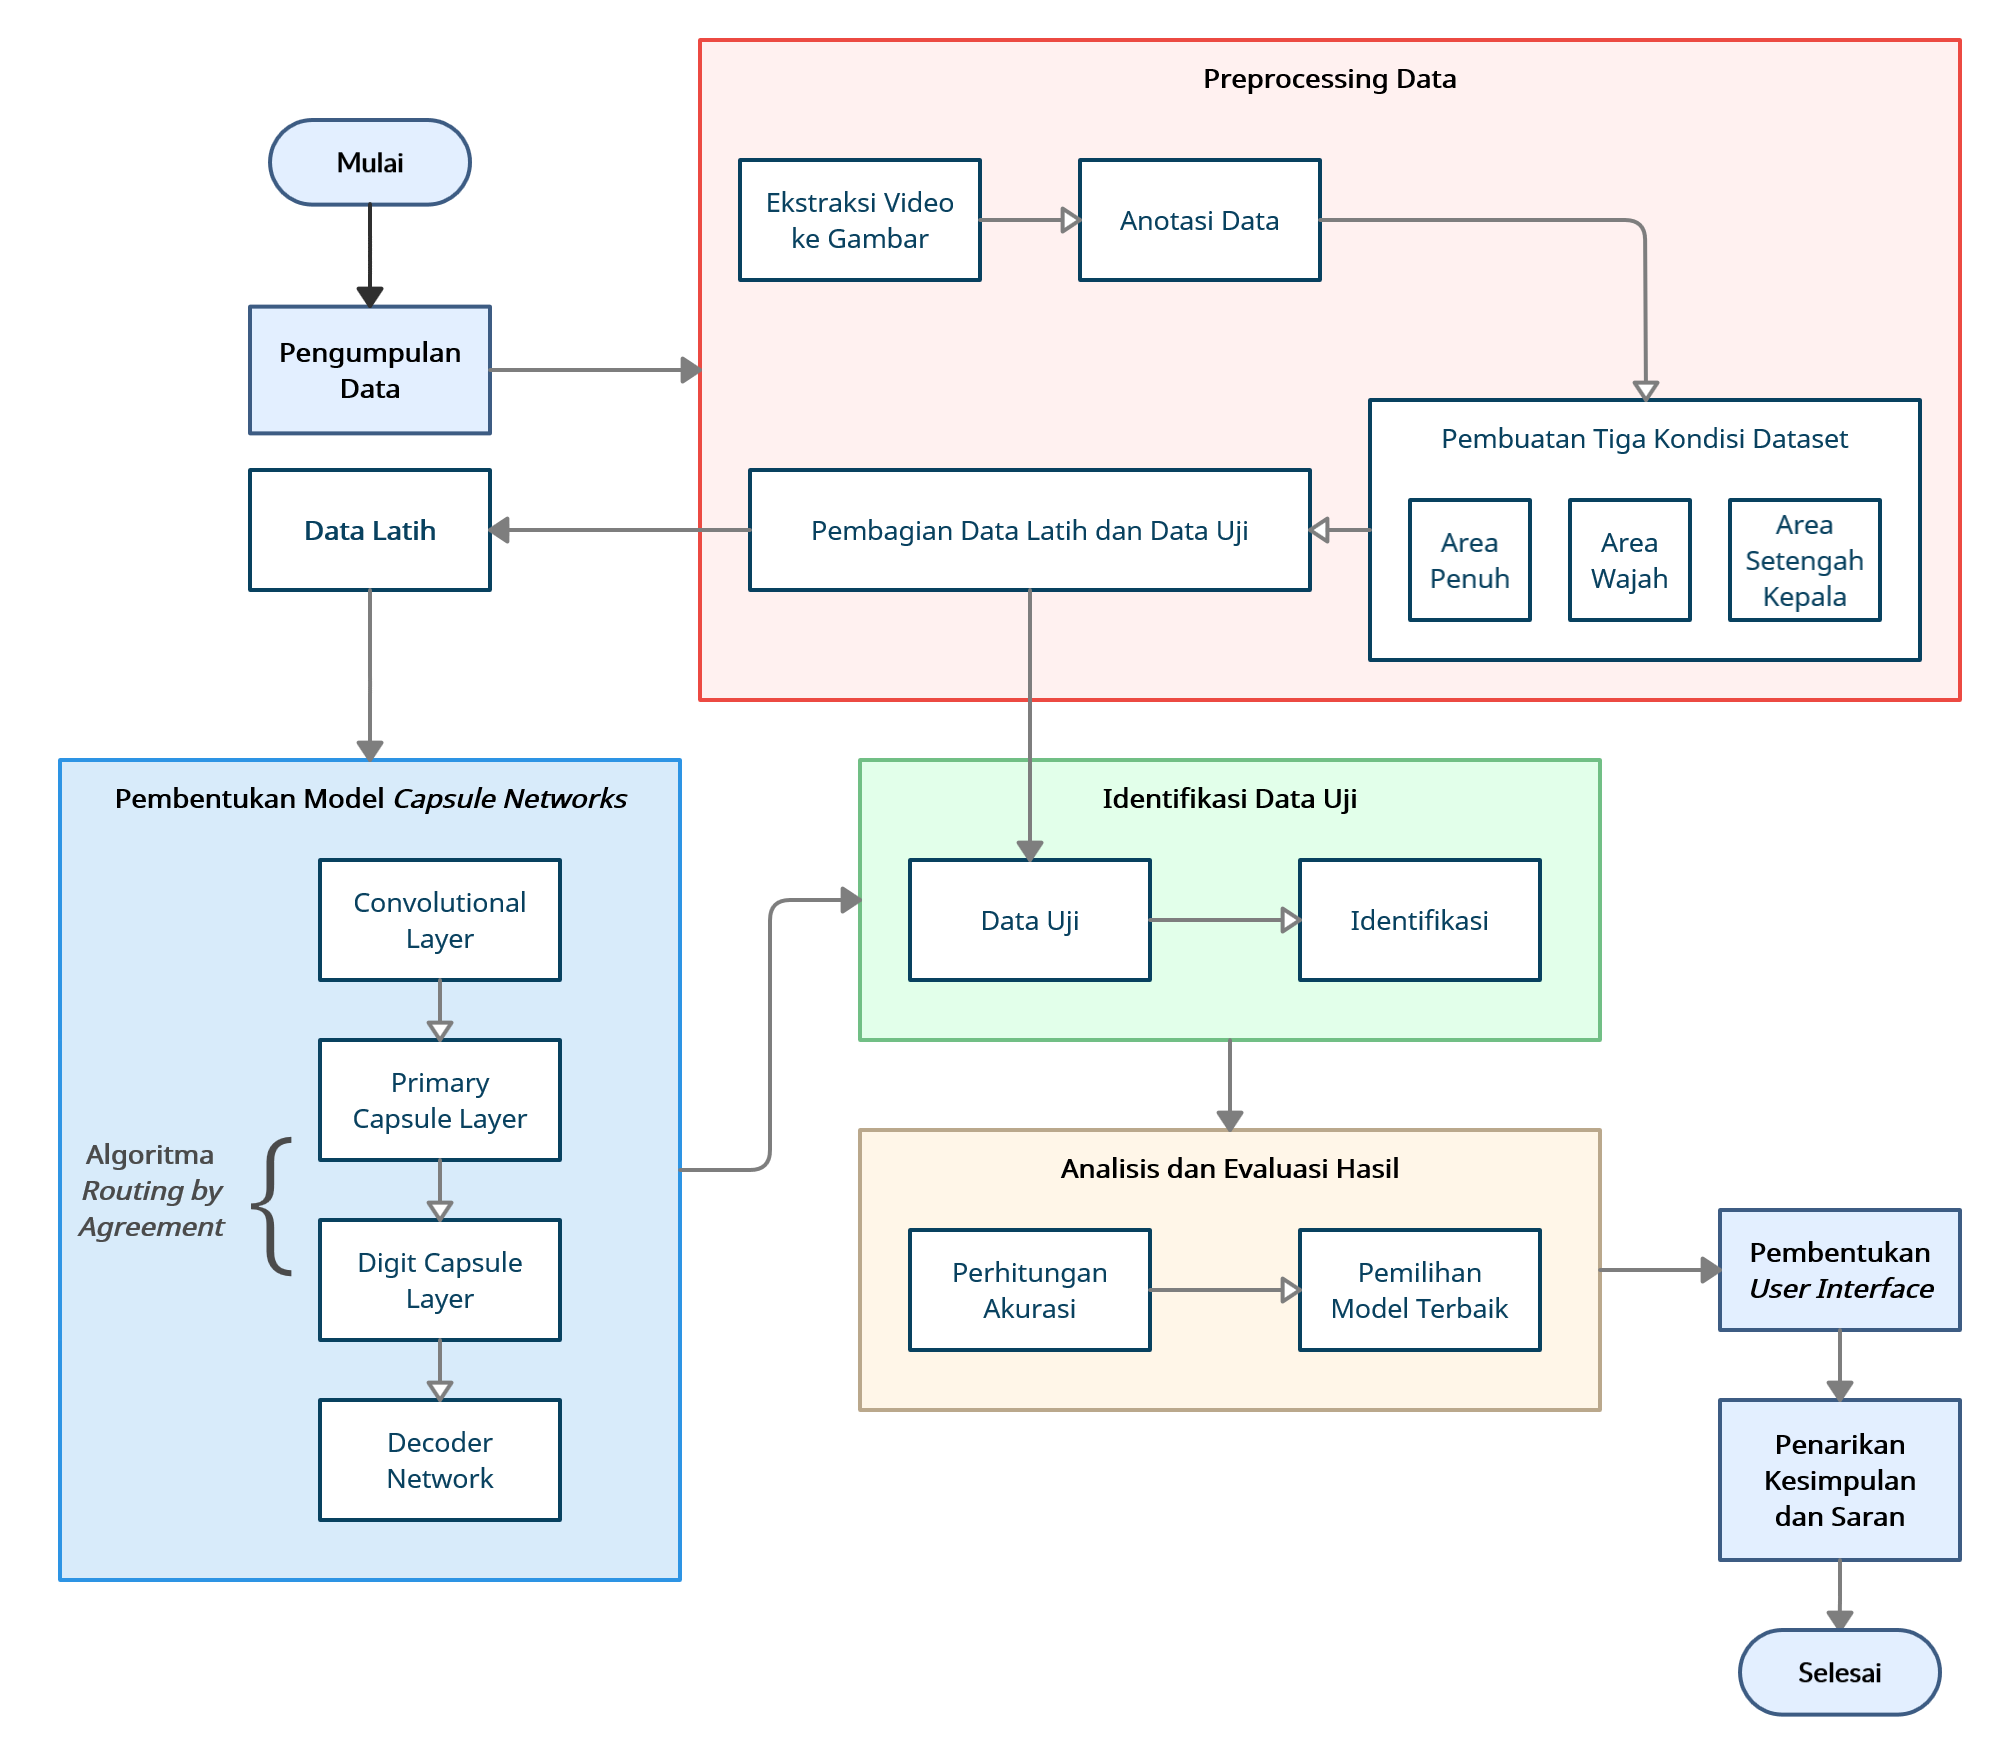 Mulai
Pengumpulan
Data
Preprocessing Data
Ekstraksi Video
ke Gambar
Anotasi Data
Pembuatan Tiga Kondisi Dataset
Area
Penuh
Area
Wajah
Area
Setengah
Kepala
Pembagian Data Latih dan Data Uji
Data Latih
Pembentukan Model Capsule Networks
Convolutional
Layer
Primary
Capsule Layer
Algoritma
Routing by
Agreement
Digit Capsule
Layer
Decoder
Network
Identifikasi Data Uji
Data Uji
Identifikasi
Analisis dan Evaluasi Hasil
Perhitungan
Akurasi
Pemilihan
Model Terbaik
Pembentukan
User Interface
Penarikan
Kesimpulan
dan Saran
Selesai